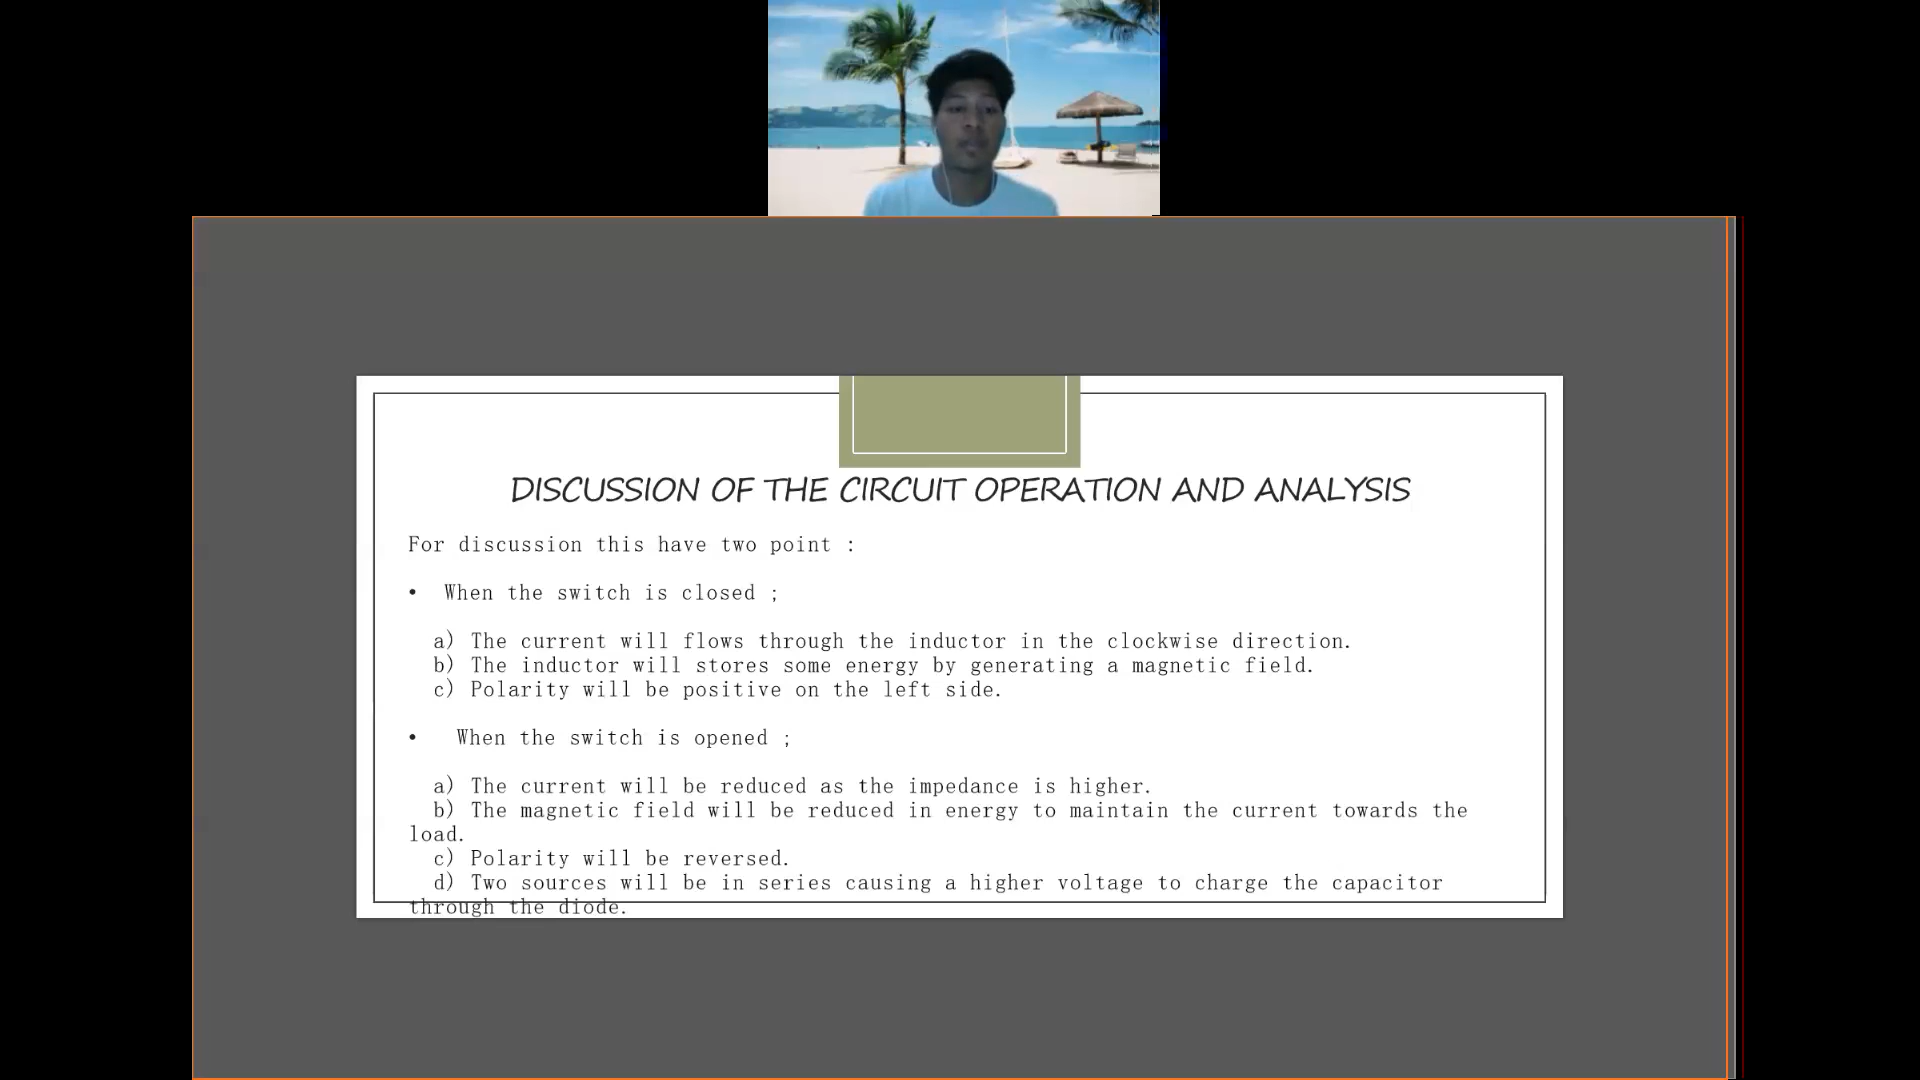 DISCUSSION OF THE CIRCUIT OPERATION AND ANALYSIS
For discussion this have two point :
• When the switch is closed ;
a) The current will flows through the inductor in the clockwise direction.
b) The inductor will stores some energy by generating a magnetic field.
c) Polarity will be positive on the left side.
• When the switch is opened ;
a) The current will be reduced as the impedance is higher.
b) The magnetic field will be reduced in energy to maintain the current towards the
load.
c) Polarity will be reversed.
d) Two sources will be in series causing a higher voltage to charge the capacitor
through the diode.